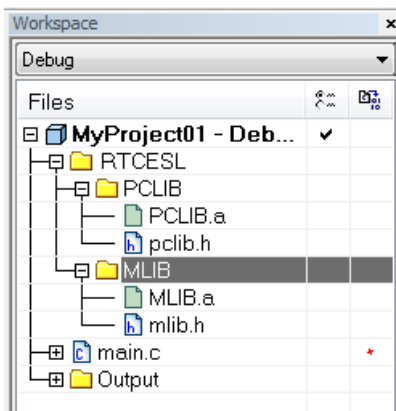 Workspace x
Debug
Files
MyProject01 - Deb...
RTCESL
PCLIB
PCLIB.a
pclib.h
MLIB
MLIB.a
mlib.h
main.c
Output